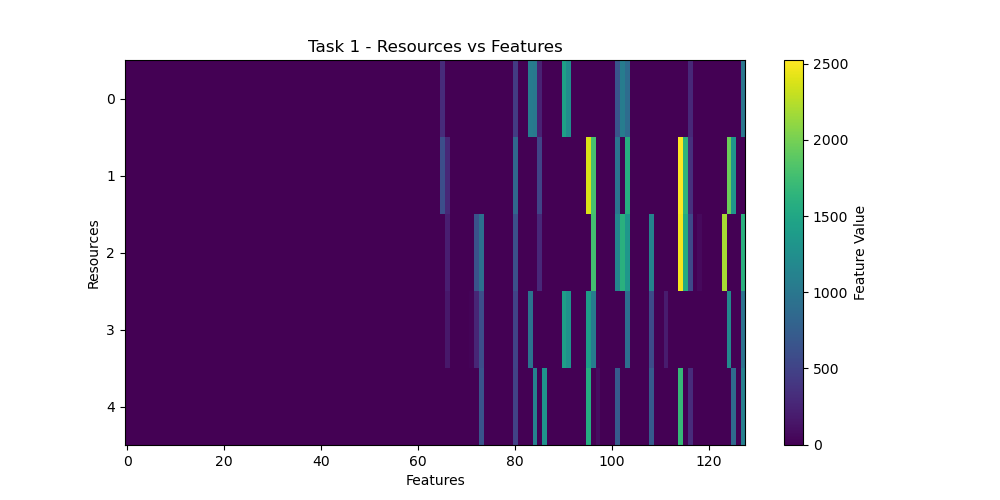 Task 1 - Resources vs Features
0
1
2
3
4
Resources
0 20 40 60 80 100 120
Features
2500
2000
1500
1000
500
0
Feature Value